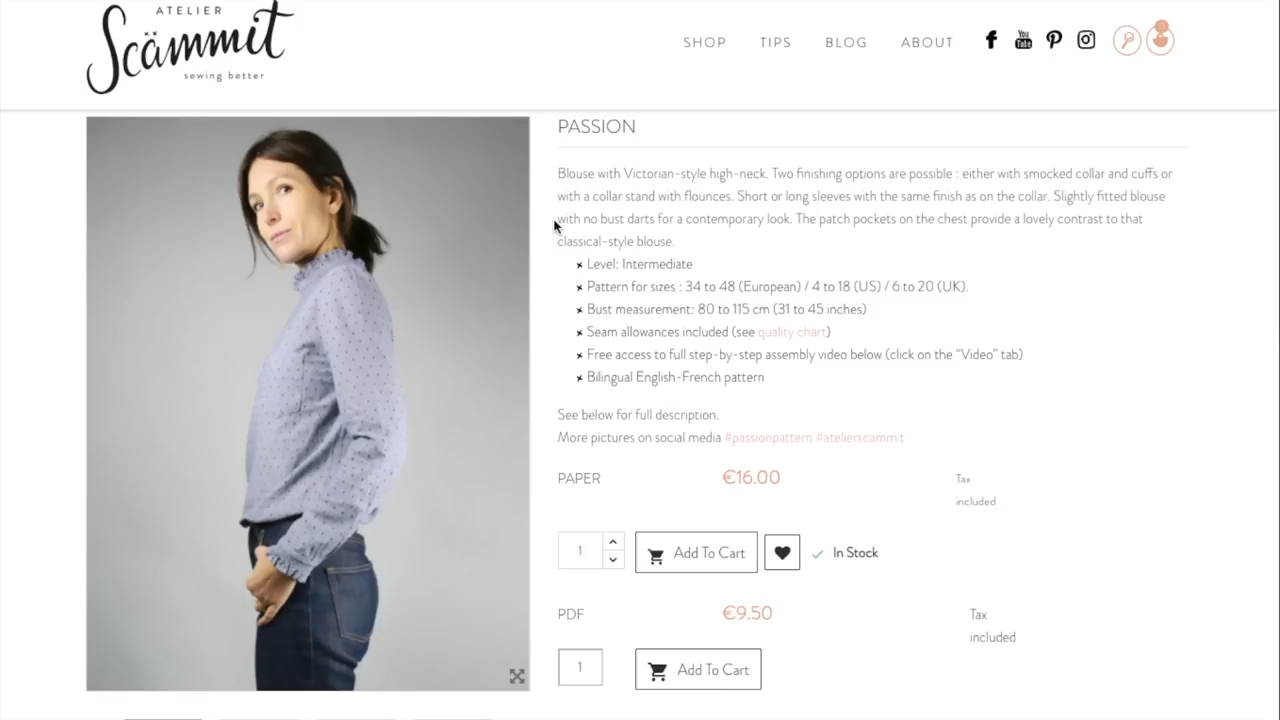 ATELIER
Scämmit
sewing better
SHOP TIPS BLOG ABOUT
You Tube
PASSION
Blouse with Victorian-style high-neck. Two finishing options are possible : either with smocked collar and cuffs or
with a collar stand with flounces. Short or long sleeves with the same finish as on the collar. Slightly fitted blouse
with no bust darts for a contemporary look. The patch pockets on the chest provide a lovely contrast to that
classical-style blouse.
Level: Intermediate
Pattern for sizes : 34 to 48 (European) / 4 to 18 (US) / 6 to 20 (UK).
Bust measurement: 80 to 115 cm (31 to 45 inches)
Seam allowances included (see quality chart)
Free access to full step-by-step assembly video below (click on the “Video” tab)
Bilingual English-French pattern
See below for full description.
More pictures on social media #passionpattern #atelierscammit
PAPER €16.00 Tax
included
1 Add To Cart In Stock
PDF €9.50 Tax
included
1 Add To Cart